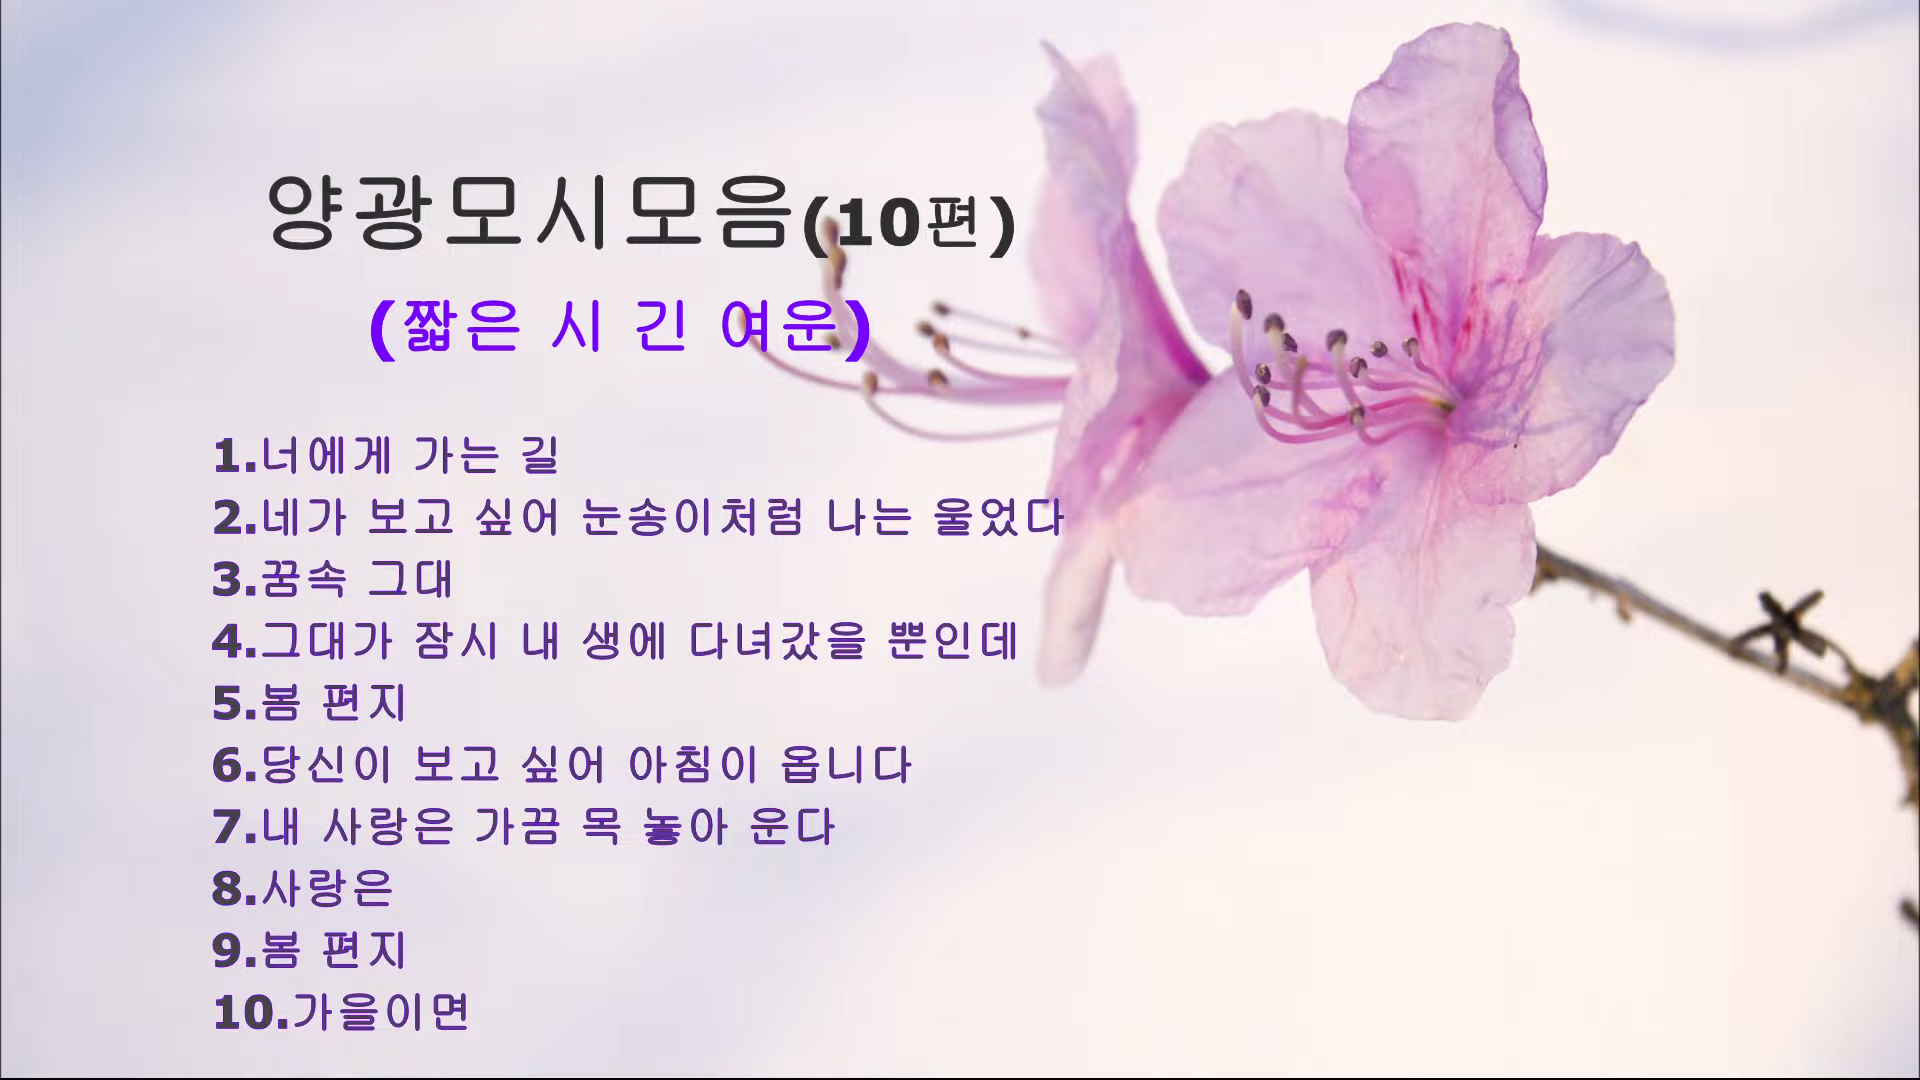 양광모시모음(10편)
(짧은 시 긴 여운)
1.너에게 가는 길
2.네가 보고 싶어 눈송이처럼 나는 울었다
3.꿈속 그대
4.그대가 잠시 내 생에 다녀갔을 뿐인데
5.봄 편지
6.당신이 보고 싶어 아침이 옵니다
7.내 사랑은 가끔 목 놓아 운다
8.사랑은
9.봄 편지
10.가을이면